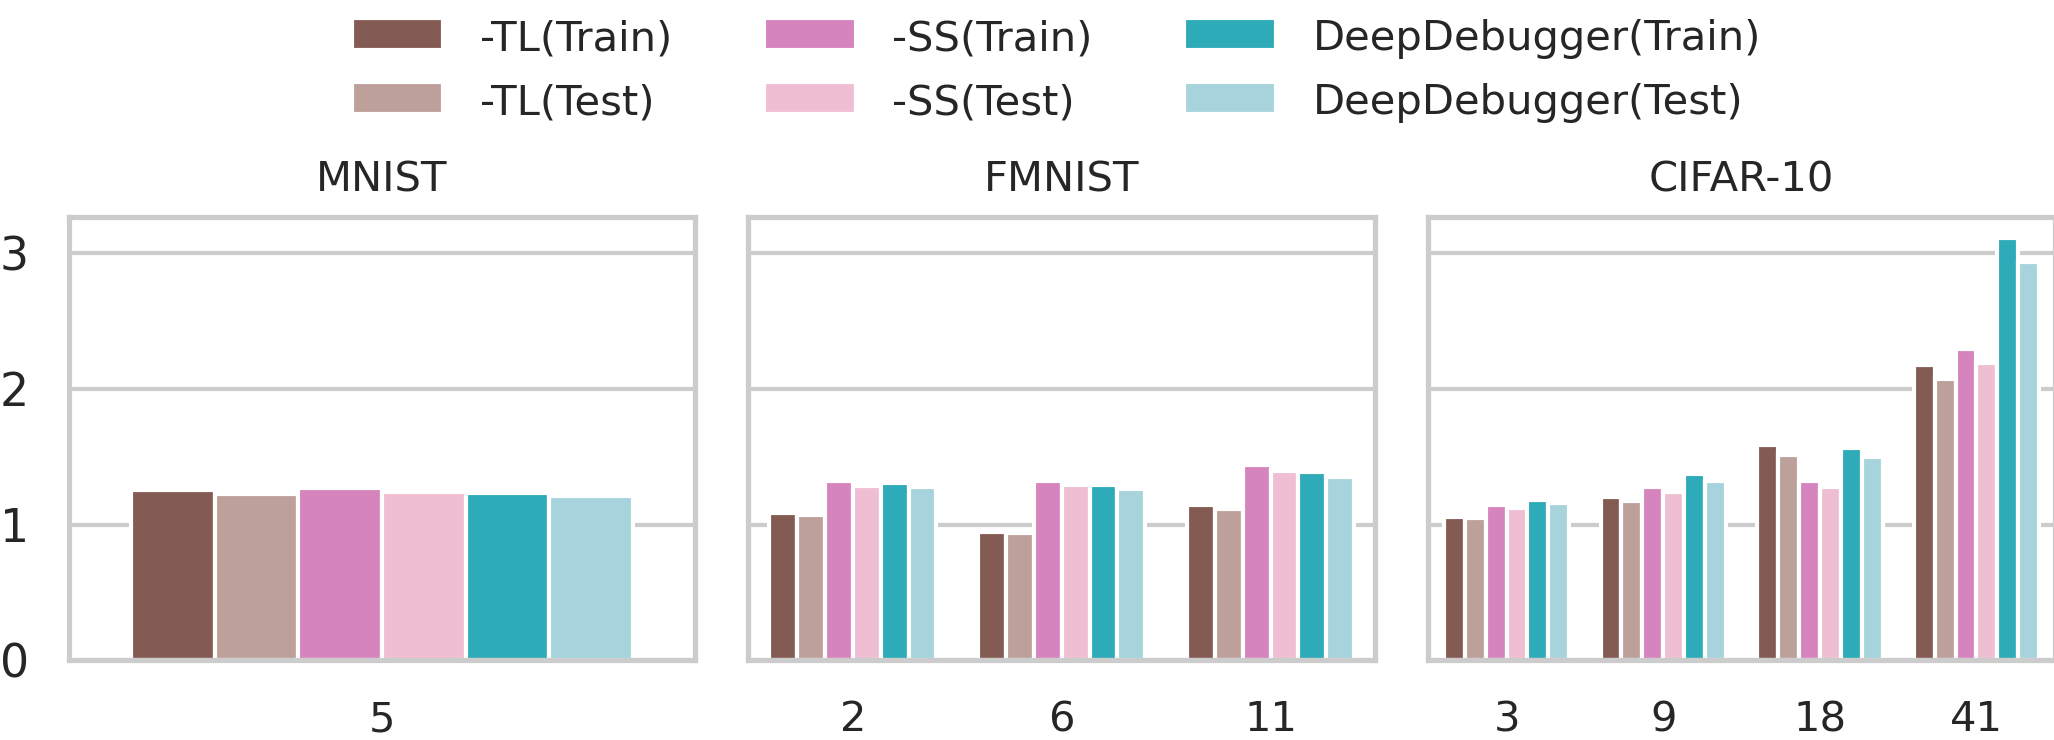 -TL(Train) -SS(Train) DeepDebugger(Train)
-TL(Test) -SS(Test) DeepDebugger(Test)
MNIST FMNIST CIFAR-10
3
2
1
0
5 2 6 11 3 9 18 41